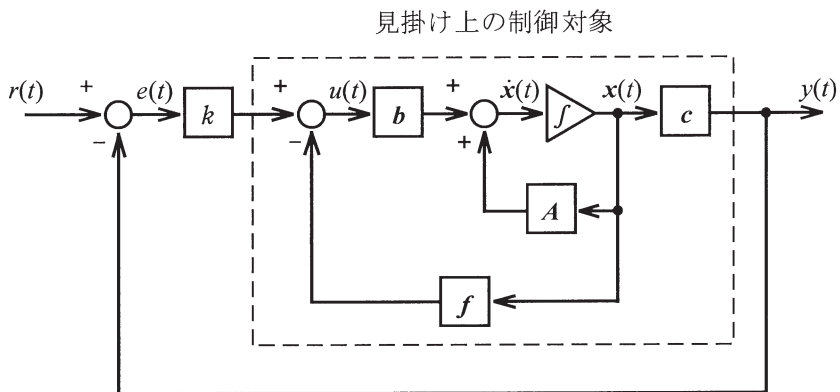 見掛け上の制御対象
r(t) + − e(t) k + − u(t) b + + ẋ(t) ∫ x(t) c y(t)
A
f